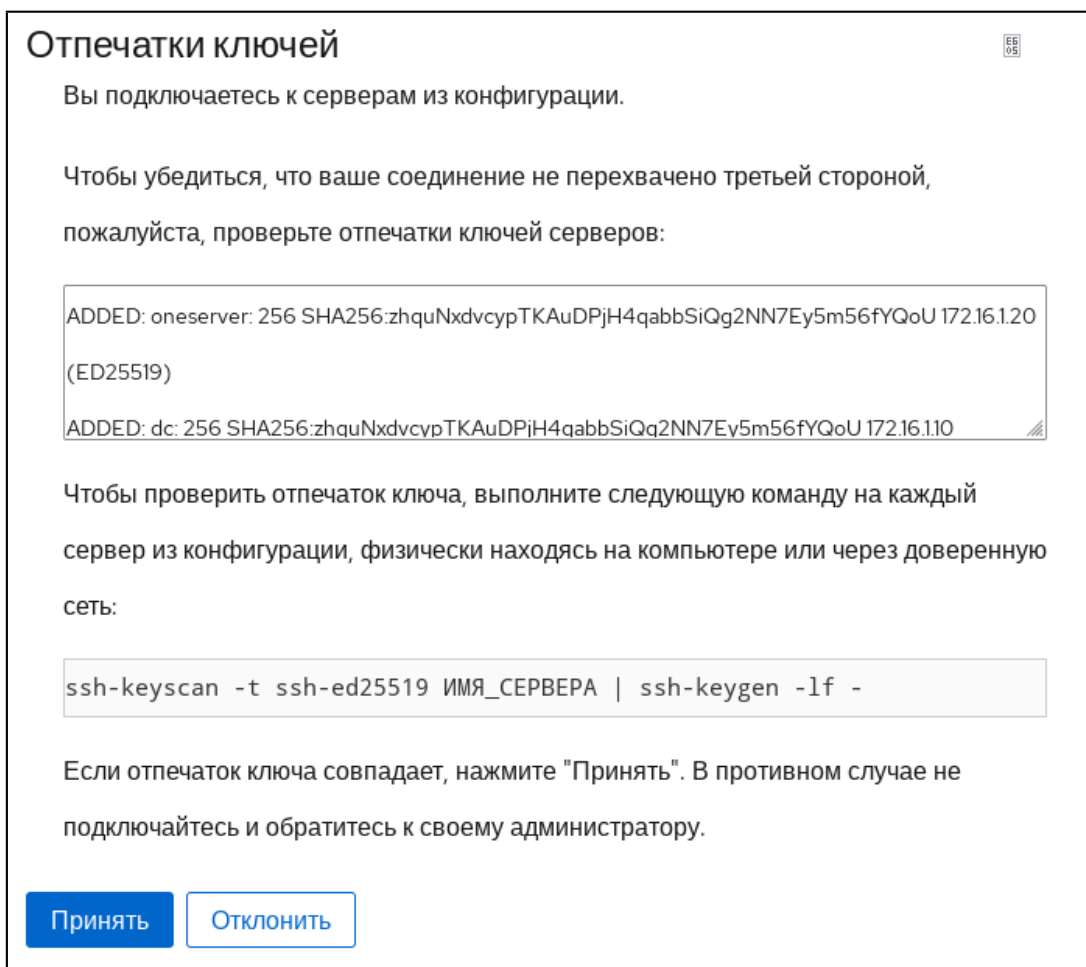 Отпечатки ключей
Вы подключаетесь к серверам из конфигурации.
Чтобы убедиться, что ваше соединение не перехвачено третьей стороной,
пожалуйста, проверьте отпечатки ключей серверов:
ADDED: oneserver: 256 SHA256:zhquNxdvcypTKAuDPjH4qabbSiQg2NN7Ey5m56fYQoU 172.16.1.20
(ED25519)
ADDED: dc: 256 SHA256:zhquNxdvcypTKAuDPjH4qabbSiQg2NN7Ey5m56fYQoU 172.16.1.10
Чтобы проверить отпечаток ключа, выполните следующую команду на каждый
сервер из конфигурации, физически находясь на компьютере или через доверенную
сеть:
ssh-keyscan -t ssh-ed25519 ИМЯ_СЕРВЕРА | ssh-keygen -lf -
Если отпечаток ключа совпадает, нажмите "Принять". В противном случае не
подключайтесь и обратитесь к своему администратору.
Принять Отклонить